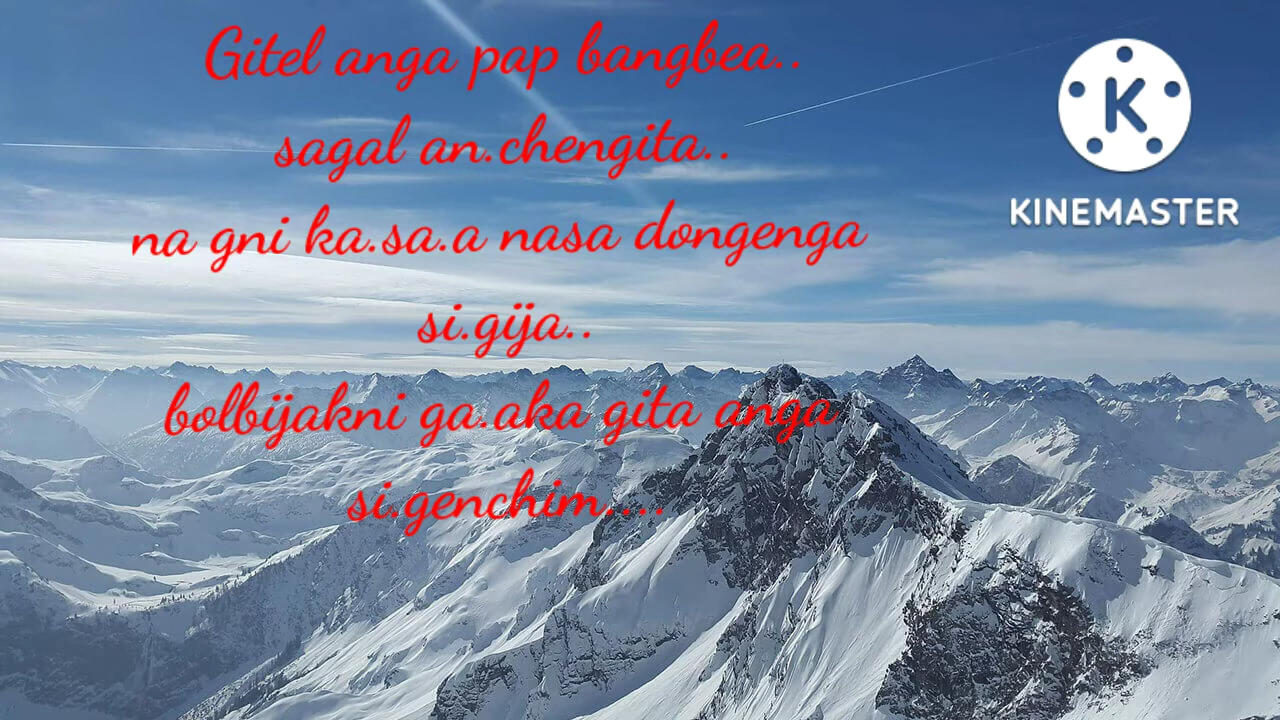 Gitel anga pap bangbea..
sagal an.chengita..
na gni ka.sa.a nasa dongenga
si.gija..
bolbijakni ga.aka gita anga
si.genchim....
K
KINEMASTER